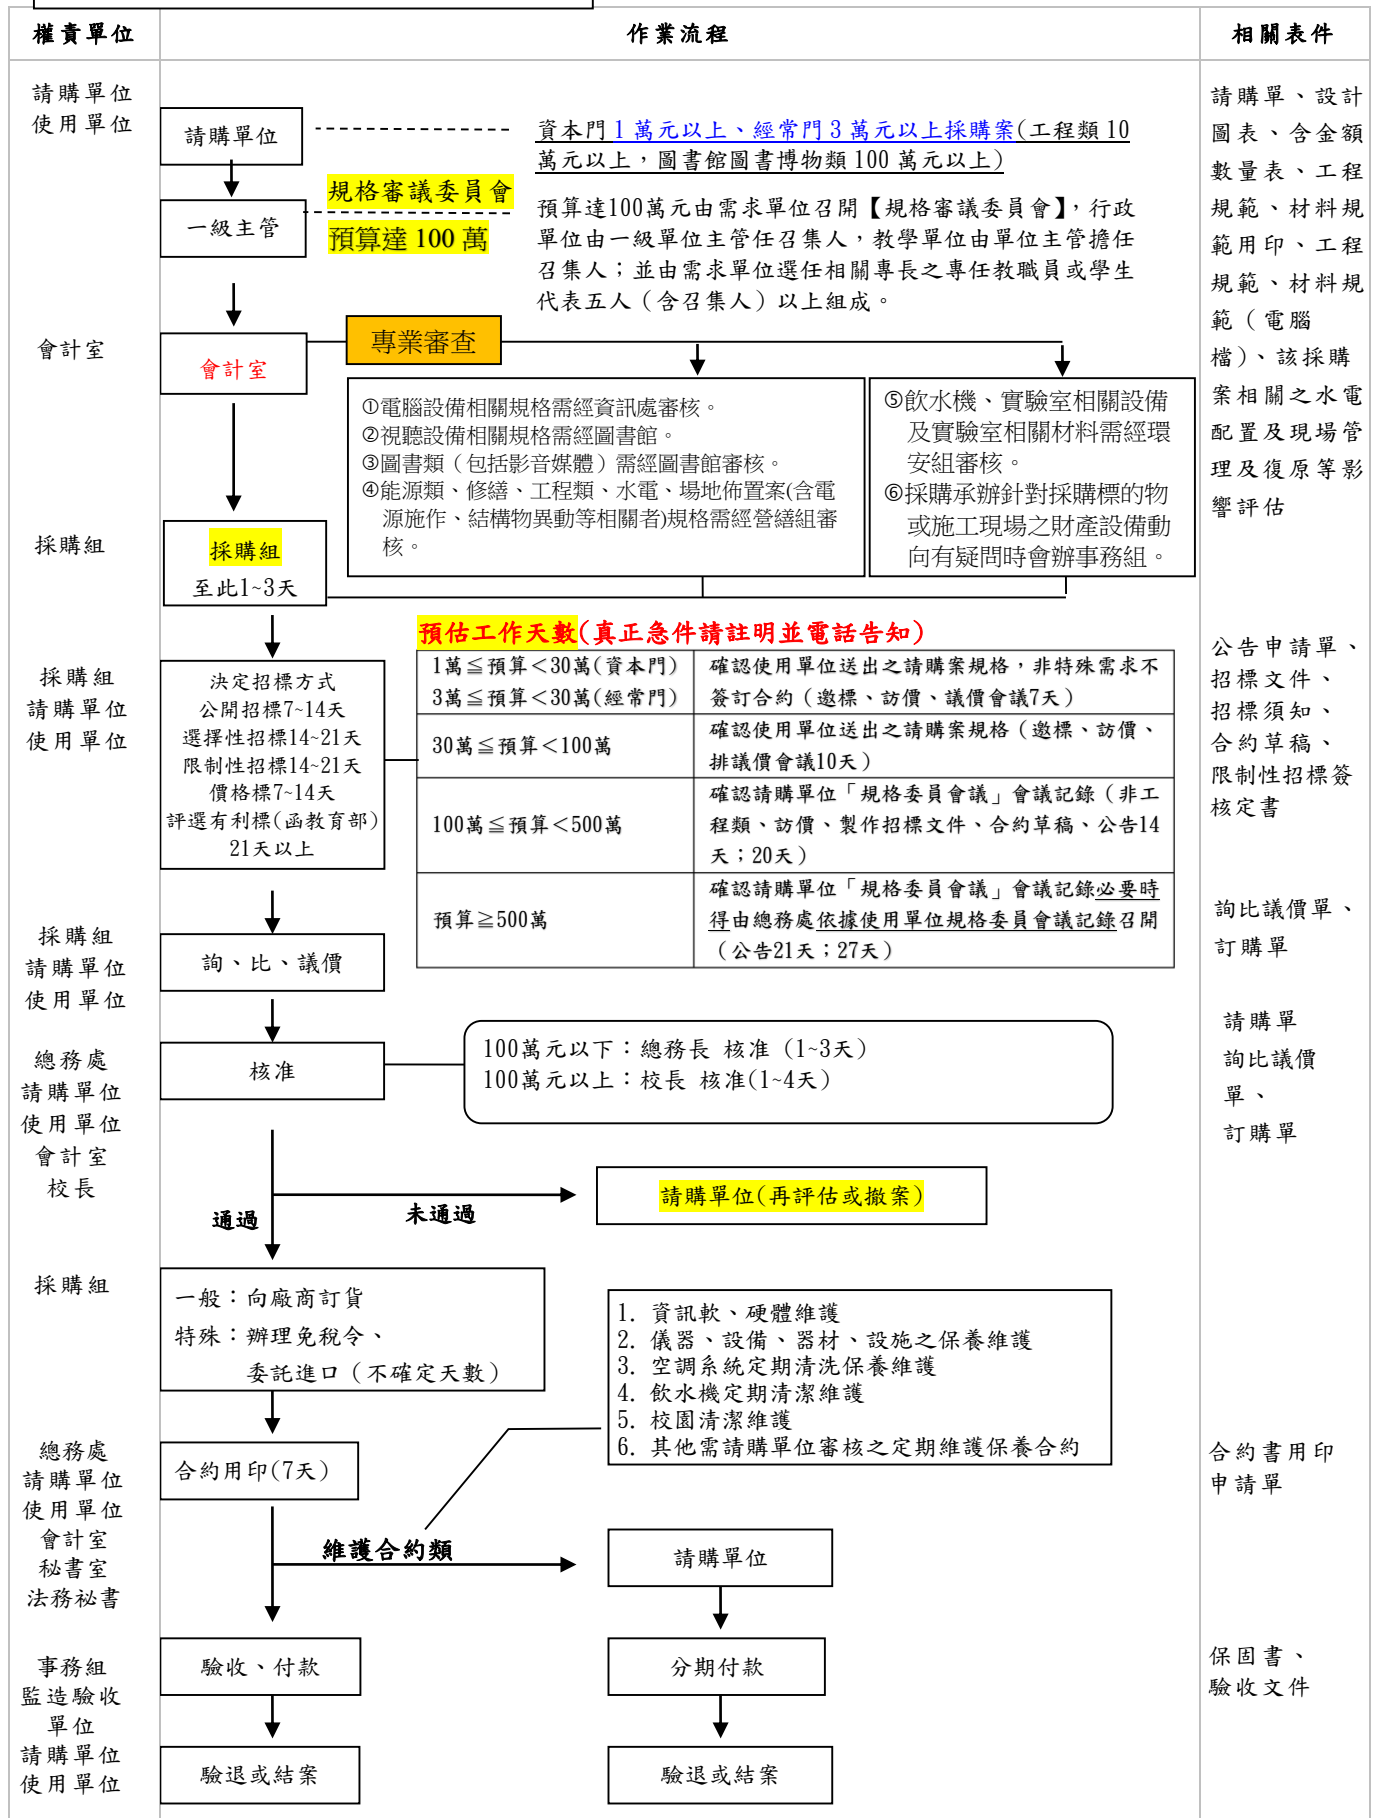 權責單位
作業流程
相關表件
請購單位
使用單位
請購單位
資本門1萬元以上、經常門3萬元以上採購案(工程類10
萬元以上，圖書館圖書博物類100萬元以上)
請購單、設計
圖表、含金額
數量表、工程
規範、材料規
範用印、工程
規範、材料規
範（電腦
檔）、該採購
案相關之水電
配置及現場管
理及復原等影
響評估
一級主管
規格審議委員會
預算達 100 萬
預算達100萬元由需求單位召開【規格審議委員會】，行政
單位由一級單位主管任召集人，教學單位由單位主管擔任
召集人；並由需求單位選任相關專長之專任教職員或學生
代表五人（含召集人）以上組成。
會計室
會計室
專業審查
①電腦設備相關規格需經資訊處審核。
②視聽設備相關規格需經圖書館。
③圖書類（包括影音媒體）需經圖書館審核。
④能源類、修繕、工程類、水電、場地佈置案(含電
源施作、結構物異動等相關者)規格需經營繕組審
核。
⑤飲水機、實驗室相關設備
及實驗室相關材料需經環
安組審核。
⑥採購承辦針對採購標的物
或施工現場之財產設備動
向有疑問時會辦事務組。
採購組
採購組
至此1~3天
預估工作天數(真正急件請註明並電話告知)
採購組
請購單位
使用單位
決定招標方式
公開招標7~14天
選擇性招標14~21天
限制性招標14~21天
價格標7~14天
評選有利標(函教育部)
21天以上
1萬≦預算＜30萬(資本門)
3萬≦預算＜30萬(經常門)
確認使用單位送出之請購案規格，非特殊需求不
簽訂合約（邀標、訪價、議價會議7天）
30萬≦預算＜100萬
確認使用單位送出之請購案規格（邀標、訪價、
排議價會議10天）
100萬≦預算＜500萬
確認請購單位「規格委員會議」會議記錄（非工
程類、訪價、製作招標文件、合約草稿、公告14
天；20天）
預算≧500萬
確認請購單位「規格委員會議」會議記錄必要時
得由總務處依據使用單位規格委員會議記錄召開
（公告21天；27天）
公告申請單、
招標文件、
招標須知、
合約草稿、
限制性招標簽
核定書
採購組
請購單位
使用單位
詢、比、議價
詢比議價單、
訂購單
總務處
請購單位
使用單位
會計室
校長
核准
100萬元以下：總務長 核准 (1~3天)
100萬元以上：校長 核准(1~4天)
請購單
詢比議價
單、
訂購單
通過
未通過
請購單位(再評估或撤案)
採購組
一般：向廠商訂貨
特殊：辦理免稅令、
委託進口（不確定天數）
1. 資訊軟、硬體維護
2. 儀器、設備、器材、設施之保養維護
3. 空調系統定期清洗保養維護
4. 飲水機定期清潔維護
5. 校園清潔維護
6. 其他需請購單位審核之定期維護保養合約
總務處
請購單位
使用單位
會計室
秘書室
法務祕書
合約用印(7天)
合約書用印
申請單
維護合約類
請購單位
事務組
監造驗收
單位
請購單位
使用單位
驗收、付款
分期付款
保固書、
驗收文件
驗退或結案
驗退或結案